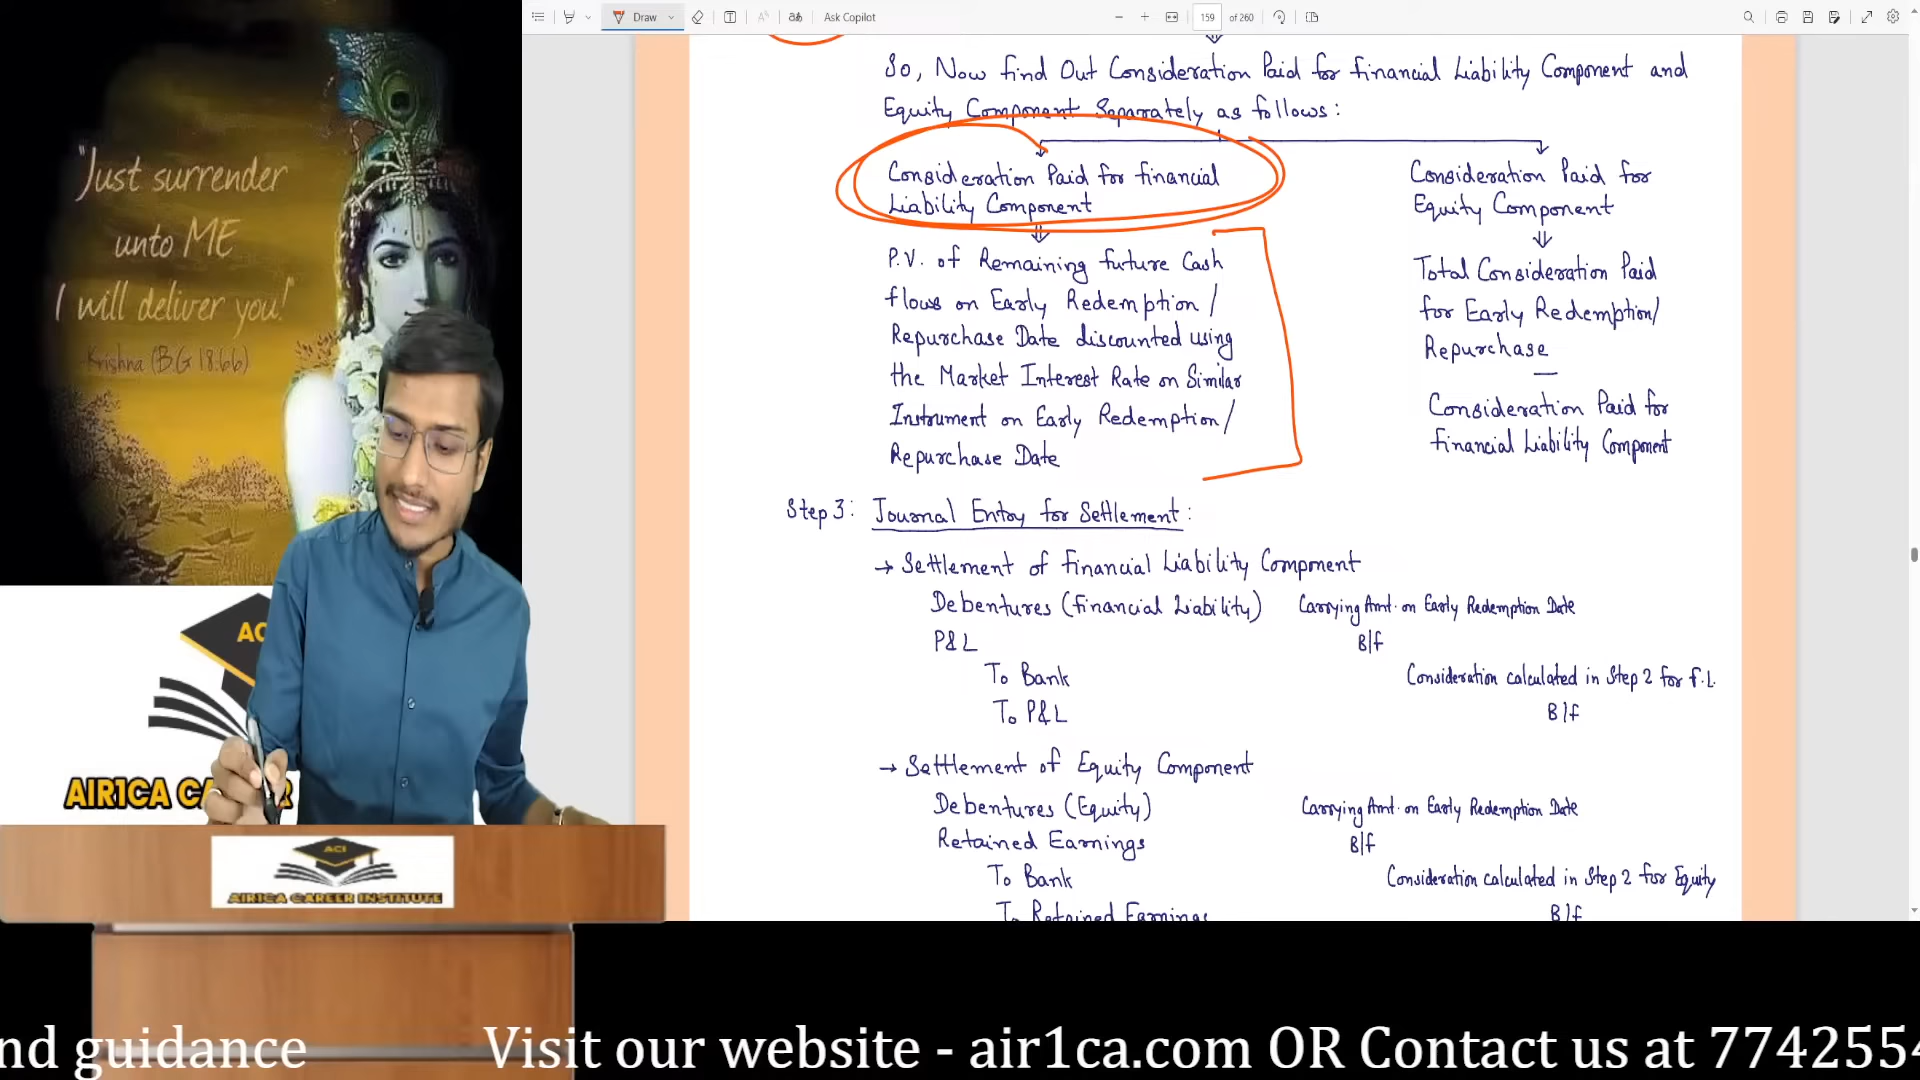 Draw
Ask Copilot
159 of 260
So, Now find Out Consideration Paid for financial Liability Component and
Equity Component Separately as follows:
Consideration Paid for financial
Liability Component
P.V. of Remaining future Cash
flows on Early Redemption/
Repurchase Date discounted using
the Market Interest Rate on Similar
Instrument on Early Redemption/
Repurchase Date
Consideration Paid for
Equity Component
Total Consideration Paid
for Early Redemption/
Repurchase
—
Consideration Paid for
financial Liability Component
Step 3: Journal Entry for Settlement:
→ Settlement of financial Liability Component
Debentures (financial Liability) Carrying Amt. on Early Redemption Date
P&L B/f
To Bank Consideration calculated in Step 2 for f.L.
To P&L B/f
→ Settlement of Equity Component
Debentures (Equity) Carrying Amt. on Early Redemption Date
Retained Earnings B/f
To Bank Consideration calculated in Step 2 for Equity
To Retained Earnings B/f
"Just surrender
unto ME
I will deliver you!"
Krishna (B.G 18:66)
AC
AIR1CA CA
ACI
AIR1CA CAREER INSTITUTE
nd guidance Visit our website - air1ca.com OR Contact us at 7742554